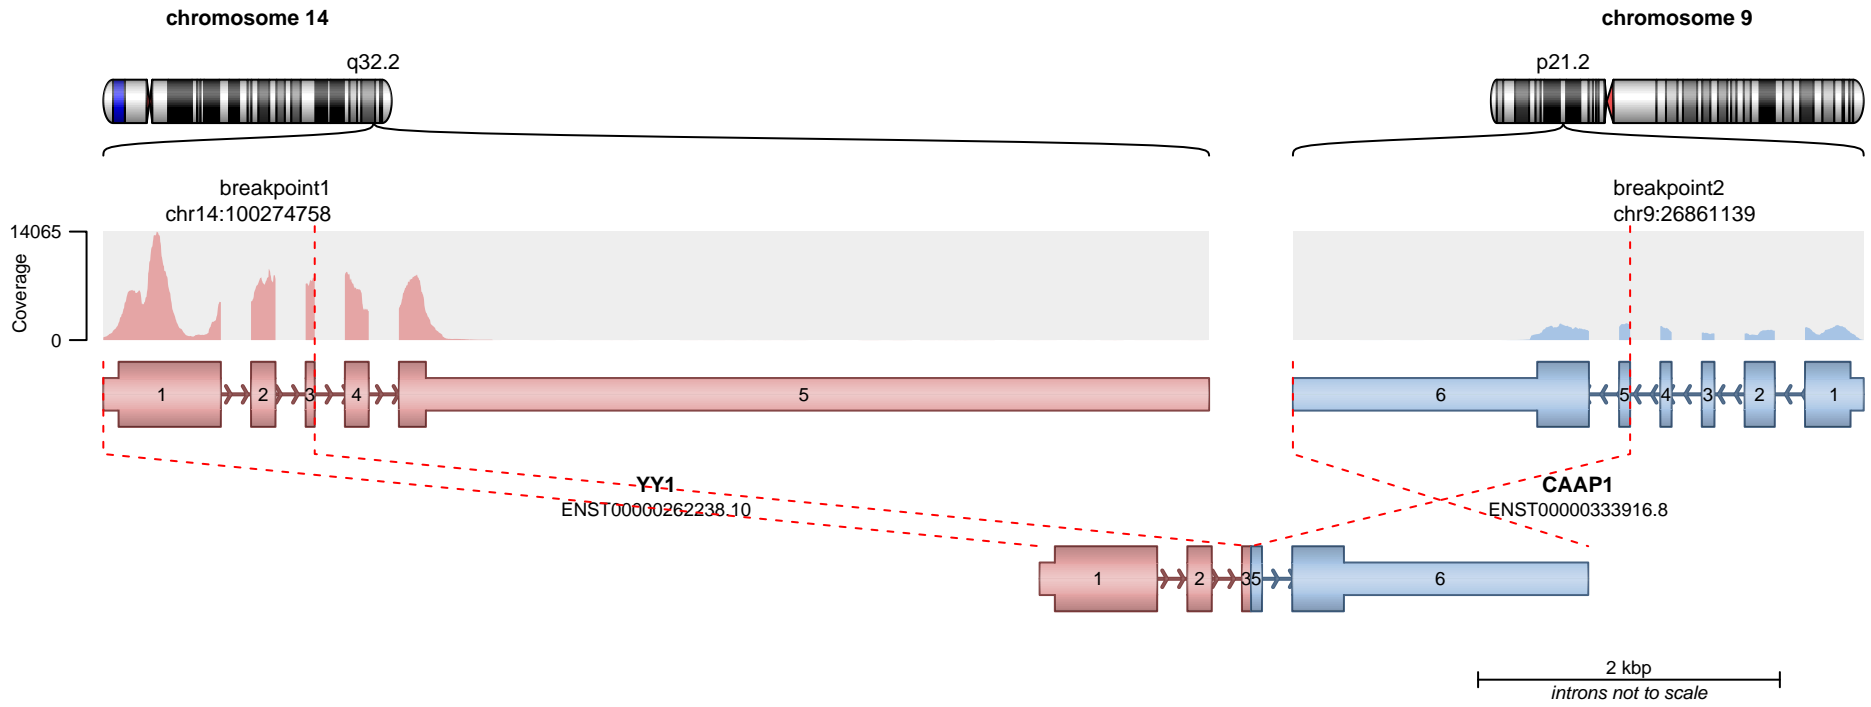 chromosome 14
chromosome 9
q32.2
p21.2
breakpoint1
chr14:100274758
breakpoint2
chr9:26861139
14065
Coverage
0
1 2 3 4 5
6 5 4 3 2 1
YY1
ENST00000262238.10
CAAP1
ENST00000333916.8
1 2 3 5 6
2 kbp
introns not to scale